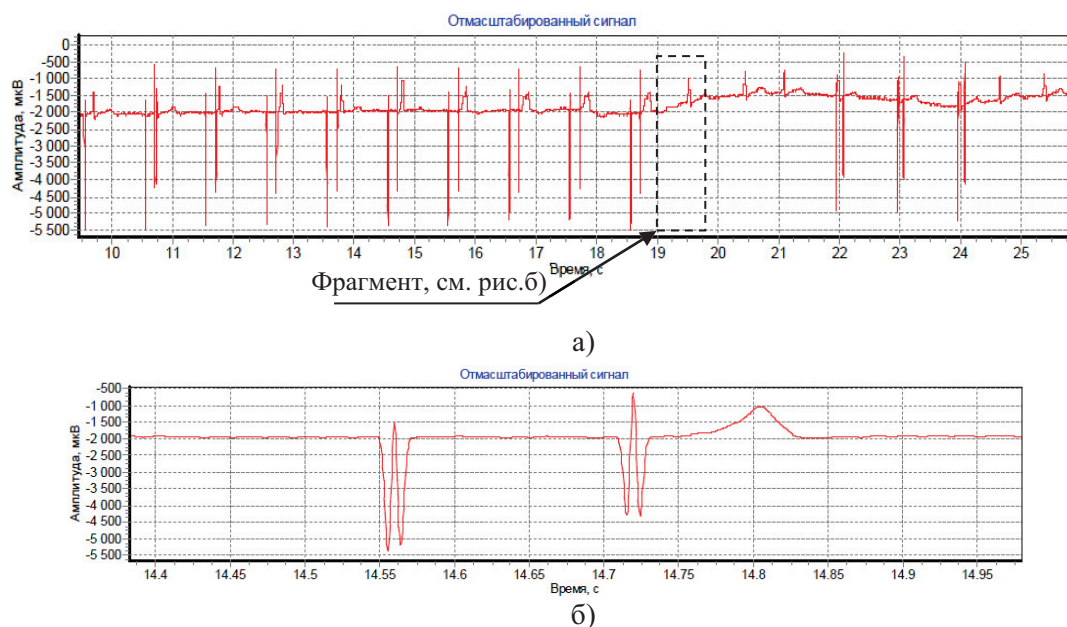 Отмасштабированный сигнал
Амплитуда, мкВ
0
-500
-1 000
-1 500
-2 000
-2 500
-3 000
-3 500
-4 000
-4 500
-5 000
-5 500
10 11 12 13 14 15 16 17 18 19 20 21 22 23 24 25
Время, с
Фрагмент, см. рис.б)
а)
Отмасштабированный сигнал
Амплитуда, мкВ
-500
-1 000
-1 500
-2 000
-2 500
-3 000
-3 500
-4 000
-4 500
-5 000
-5 500
14.4 14.45 14.5 14.55 14.6 14.65 14.7 14.75 14.8 14.85 14.9 14.95
Время, с
б)